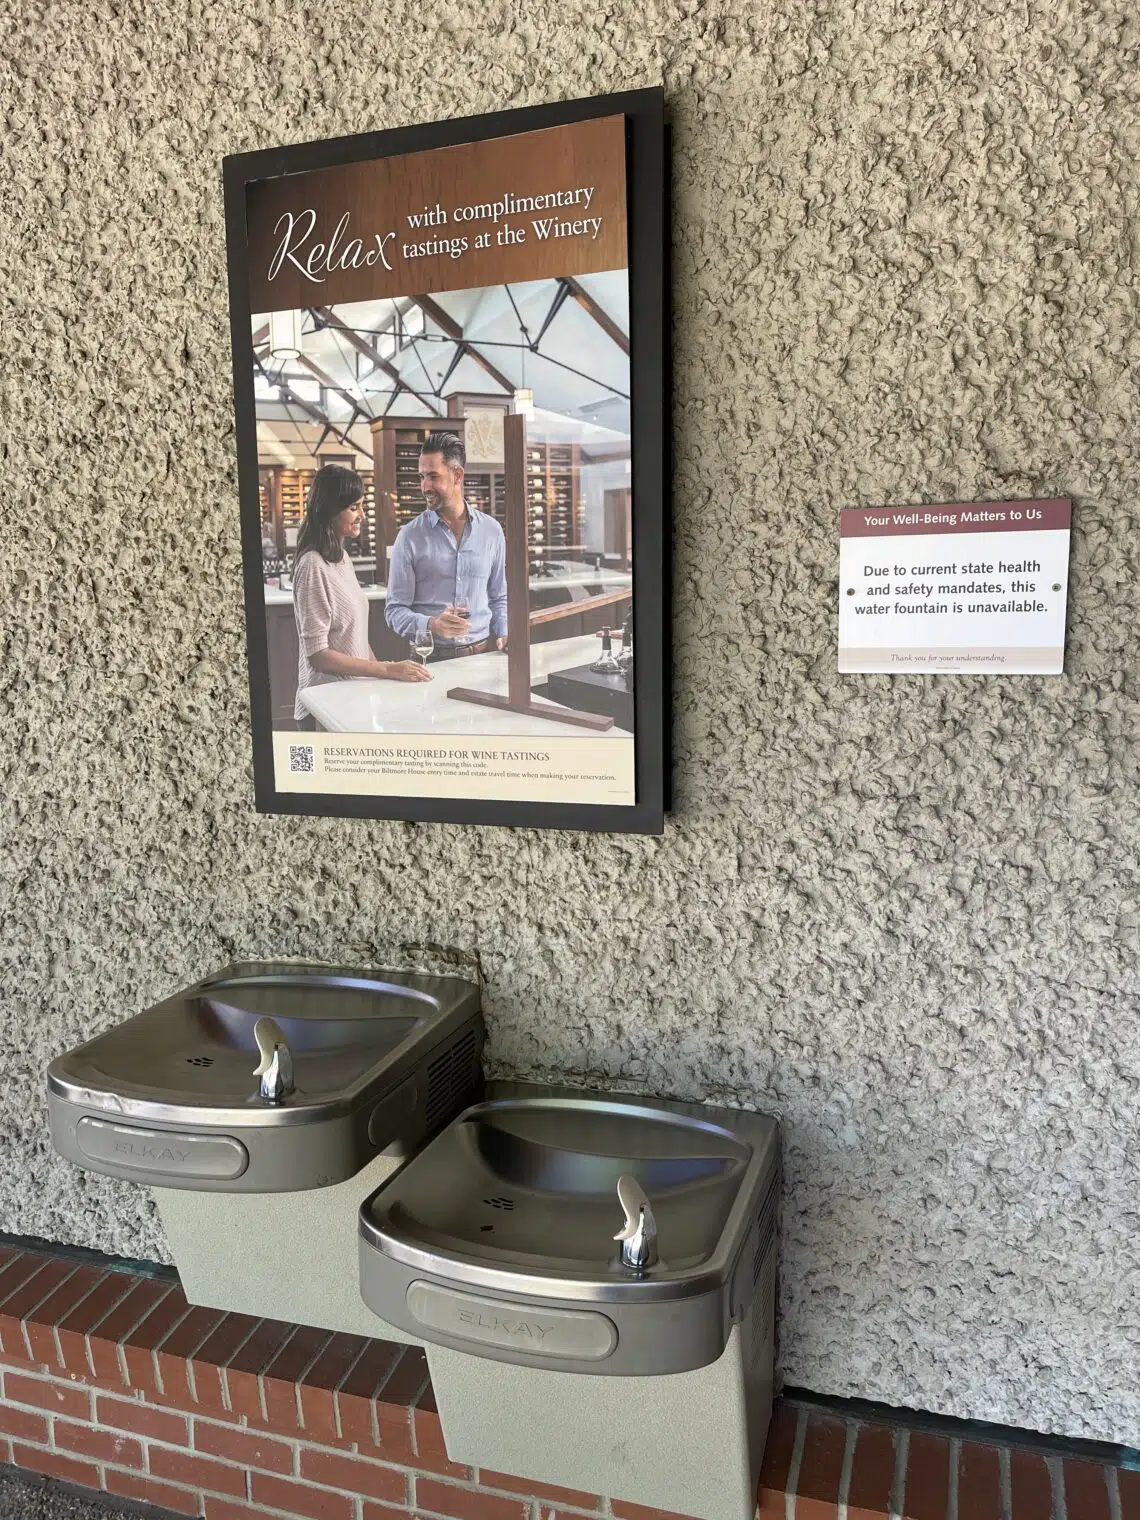 Relax with complimentary
tastings at the Winery
RESERVATIONS REQUIRED FOR WINE TASTINGS
Reserve your complimentary tasting by scanning this code.
Please consider your Biltmore House entry time and estate travel time when making your reservation.
Your Well-Being Matters to Us
Due to current state health
and safety mandates, this
water fountain is unavailable.
Thank you for your understanding.
ELKAY
ELKAY